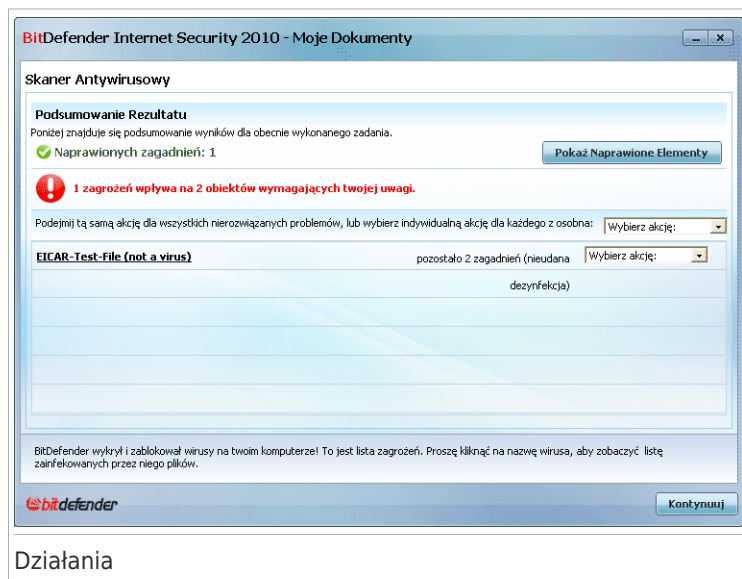 BitDefender Internet Security 2010 - Moje Dokumenty
Skaner Antywirusowy
Podsumowanie Rezultatu
Poniżej znajduje się podsumowanie wyników dla obecnie wykonanego zadania.
Naprawionych zagadnień: 1
Pokaż Naprawione Elementy
1 zagrożeń wpływa na 2 obiektów wymagających twojej uwagi.
Podejmij tą samą akcję dla wszystkich nierozwiązanych problemów, lub wybierz indywidualną akcję dla każdego z osobna:
Wybierz akcję:
EICAR-Test-File (not a virus)
pozostało 2 zagadnień (nieudana
dezynfekcja)
Wybierz akcję:
BitDefender wykrył i zablokował wirusy na twoim komputerze! To jest lista zagrożeń. Proszę kliknąć na nazwę wirusa, aby zobaczyć listę
zainfekowanych przez niego plików.
bitdefender
Kontynuuj
Działania